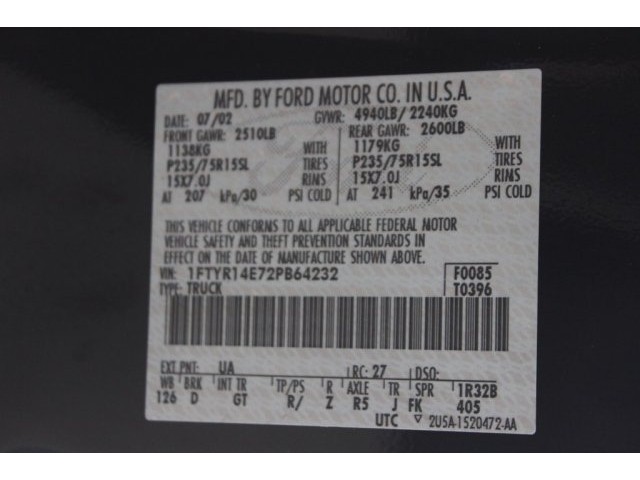 MFD. BY FORD MOTOR CO. IN U.S.A.
DATE: 07/02 GVWR: 4940LB/ 2240KG
FRONT GAWR: 2510LB REAR GAWR: 2600LB
1138KG 1179KG WITH
P235/75R15SL P235/75R15SL TIRES
15X7.0J 15X7.0J RIMS
AT 207 kPa/30 PSI COLD AT 241 kPa/35 PSI COLD
WITH
TIRES
RIMS
THIS VEHICLE CONFORMS TO ALL APPLICABLE FEDERAL MOTOR
VEHICLE SAFETY AND THEFT PREVENTION STANDARDS IN
EFFECT ON THE DATE OF MANUFACTURE SHOWN ABOVE.
VIN: 1FTYR14E72PB64232 F0085
TYPE: TRUCK T0396
EXT PNT: UA RC: 27 DSO:
WB BRK INT TR TP/PS R AXLE TR SPR 1R32B
126 D GT R/ Z R5 J FK 405
UTC ▽ 2U5A-1520472-AA